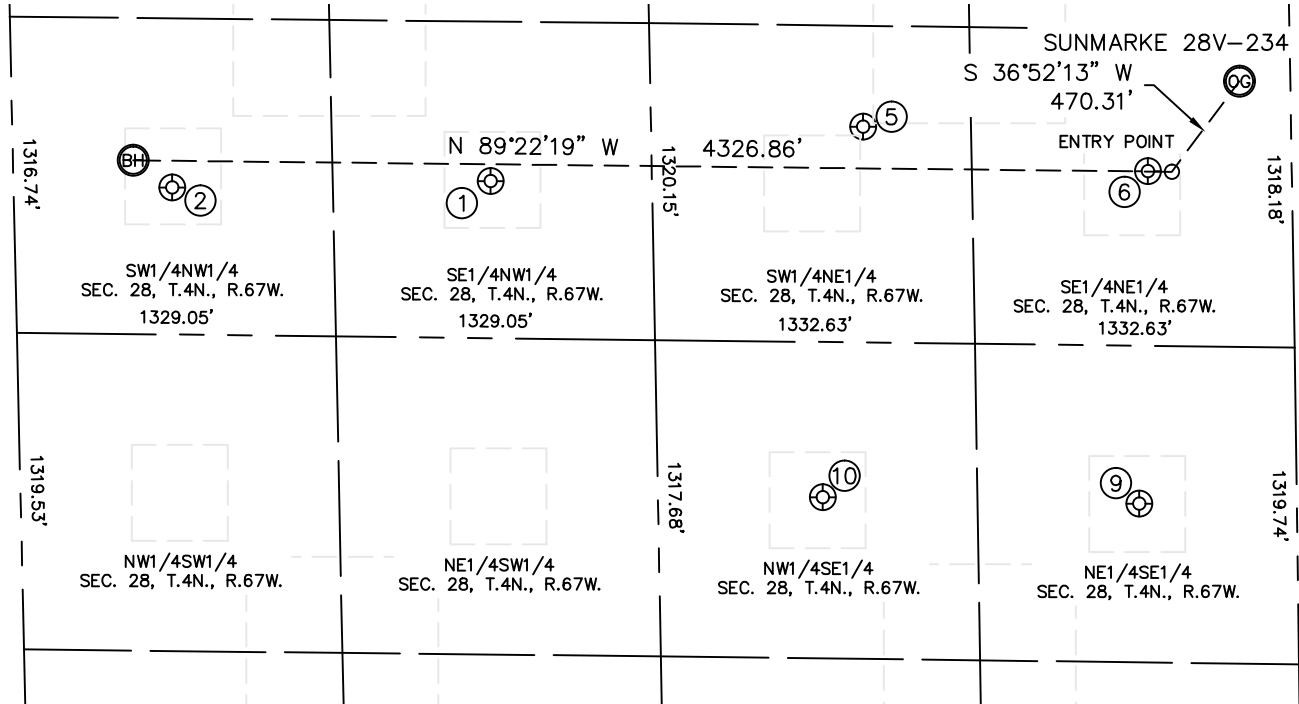 SUNMARKE 28V-234
OG
S 36°52'13" W
470.31'
ENTRY POINT
5
BH
N 89°22'19" W 4326.86'
1316.74'
1320.15'
1318.18'
2
1
6
SW1/4NW1/4
SEC. 28, T.4N., R.67W.
1329.05'
SE1/4NW1/4
SEC. 28, T.4N., R.67W.
1329.05'
SW1/4NE1/4
SEC. 28, T.4N., R.67W.
1332.63'
SE1/4NE1/4
SEC. 28, T.4N., R.67W.
1332.63'
1319.53'
1317.68'
10
9
1319.74'
NW1/4SW1/4
SEC. 28, T.4N., R.67W.
NE1/4SW1/4
SEC. 28, T.4N., R.67W.
NW1/4SE1/4
SEC. 28, T.4N., R.67W.
NE1/4SE1/4
SEC. 28, T.4N., R.67W.